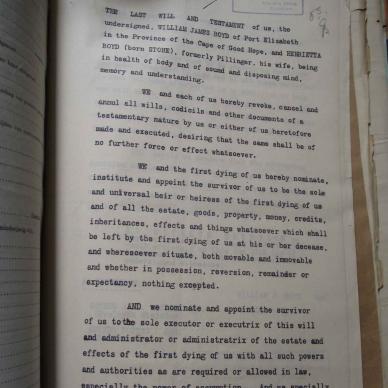 THE LAST WILL AND TESTAMENT of us, the
undersigned, WILLIAM JAMES BOYD of Port Elizabeth
in the Province of the Cape of Good Hope, and HENRIETTA
BOYD (born STONE), formerly Pillinger, his wife, being
in health of body and of sound and disposing mind,
memory and understanding.
WE and each of us hereby revoke, cancel and
annul all wills, codicils and other documents of a
testamentary nature by us or either of us heretofore
made and executed, desiring that the same shall be of
no further force or effect whatsoever.
WE and the first dying of us hereby nominate,
institute and appoint the survivor of us to be the sole
and universal heir or heiress of the first dying of us
and of all the estate, goods, property, money, credits,
inheritances, effects and things whatsoever which shall
be left by the first dying of us at his or her decease,
and wheresoever situate, both movable and immovable
and whether in possession, reversion, remainder or
expectancy, nothing excepted.
AND we nominate and appoint the survivor
of us to be sole executor or executrix of this will
and administrator or administratrix of the estate and
effects of the first dying of us with all such powers
and authorities as are required or allowed in law,
especially the power of assumption. And we specially